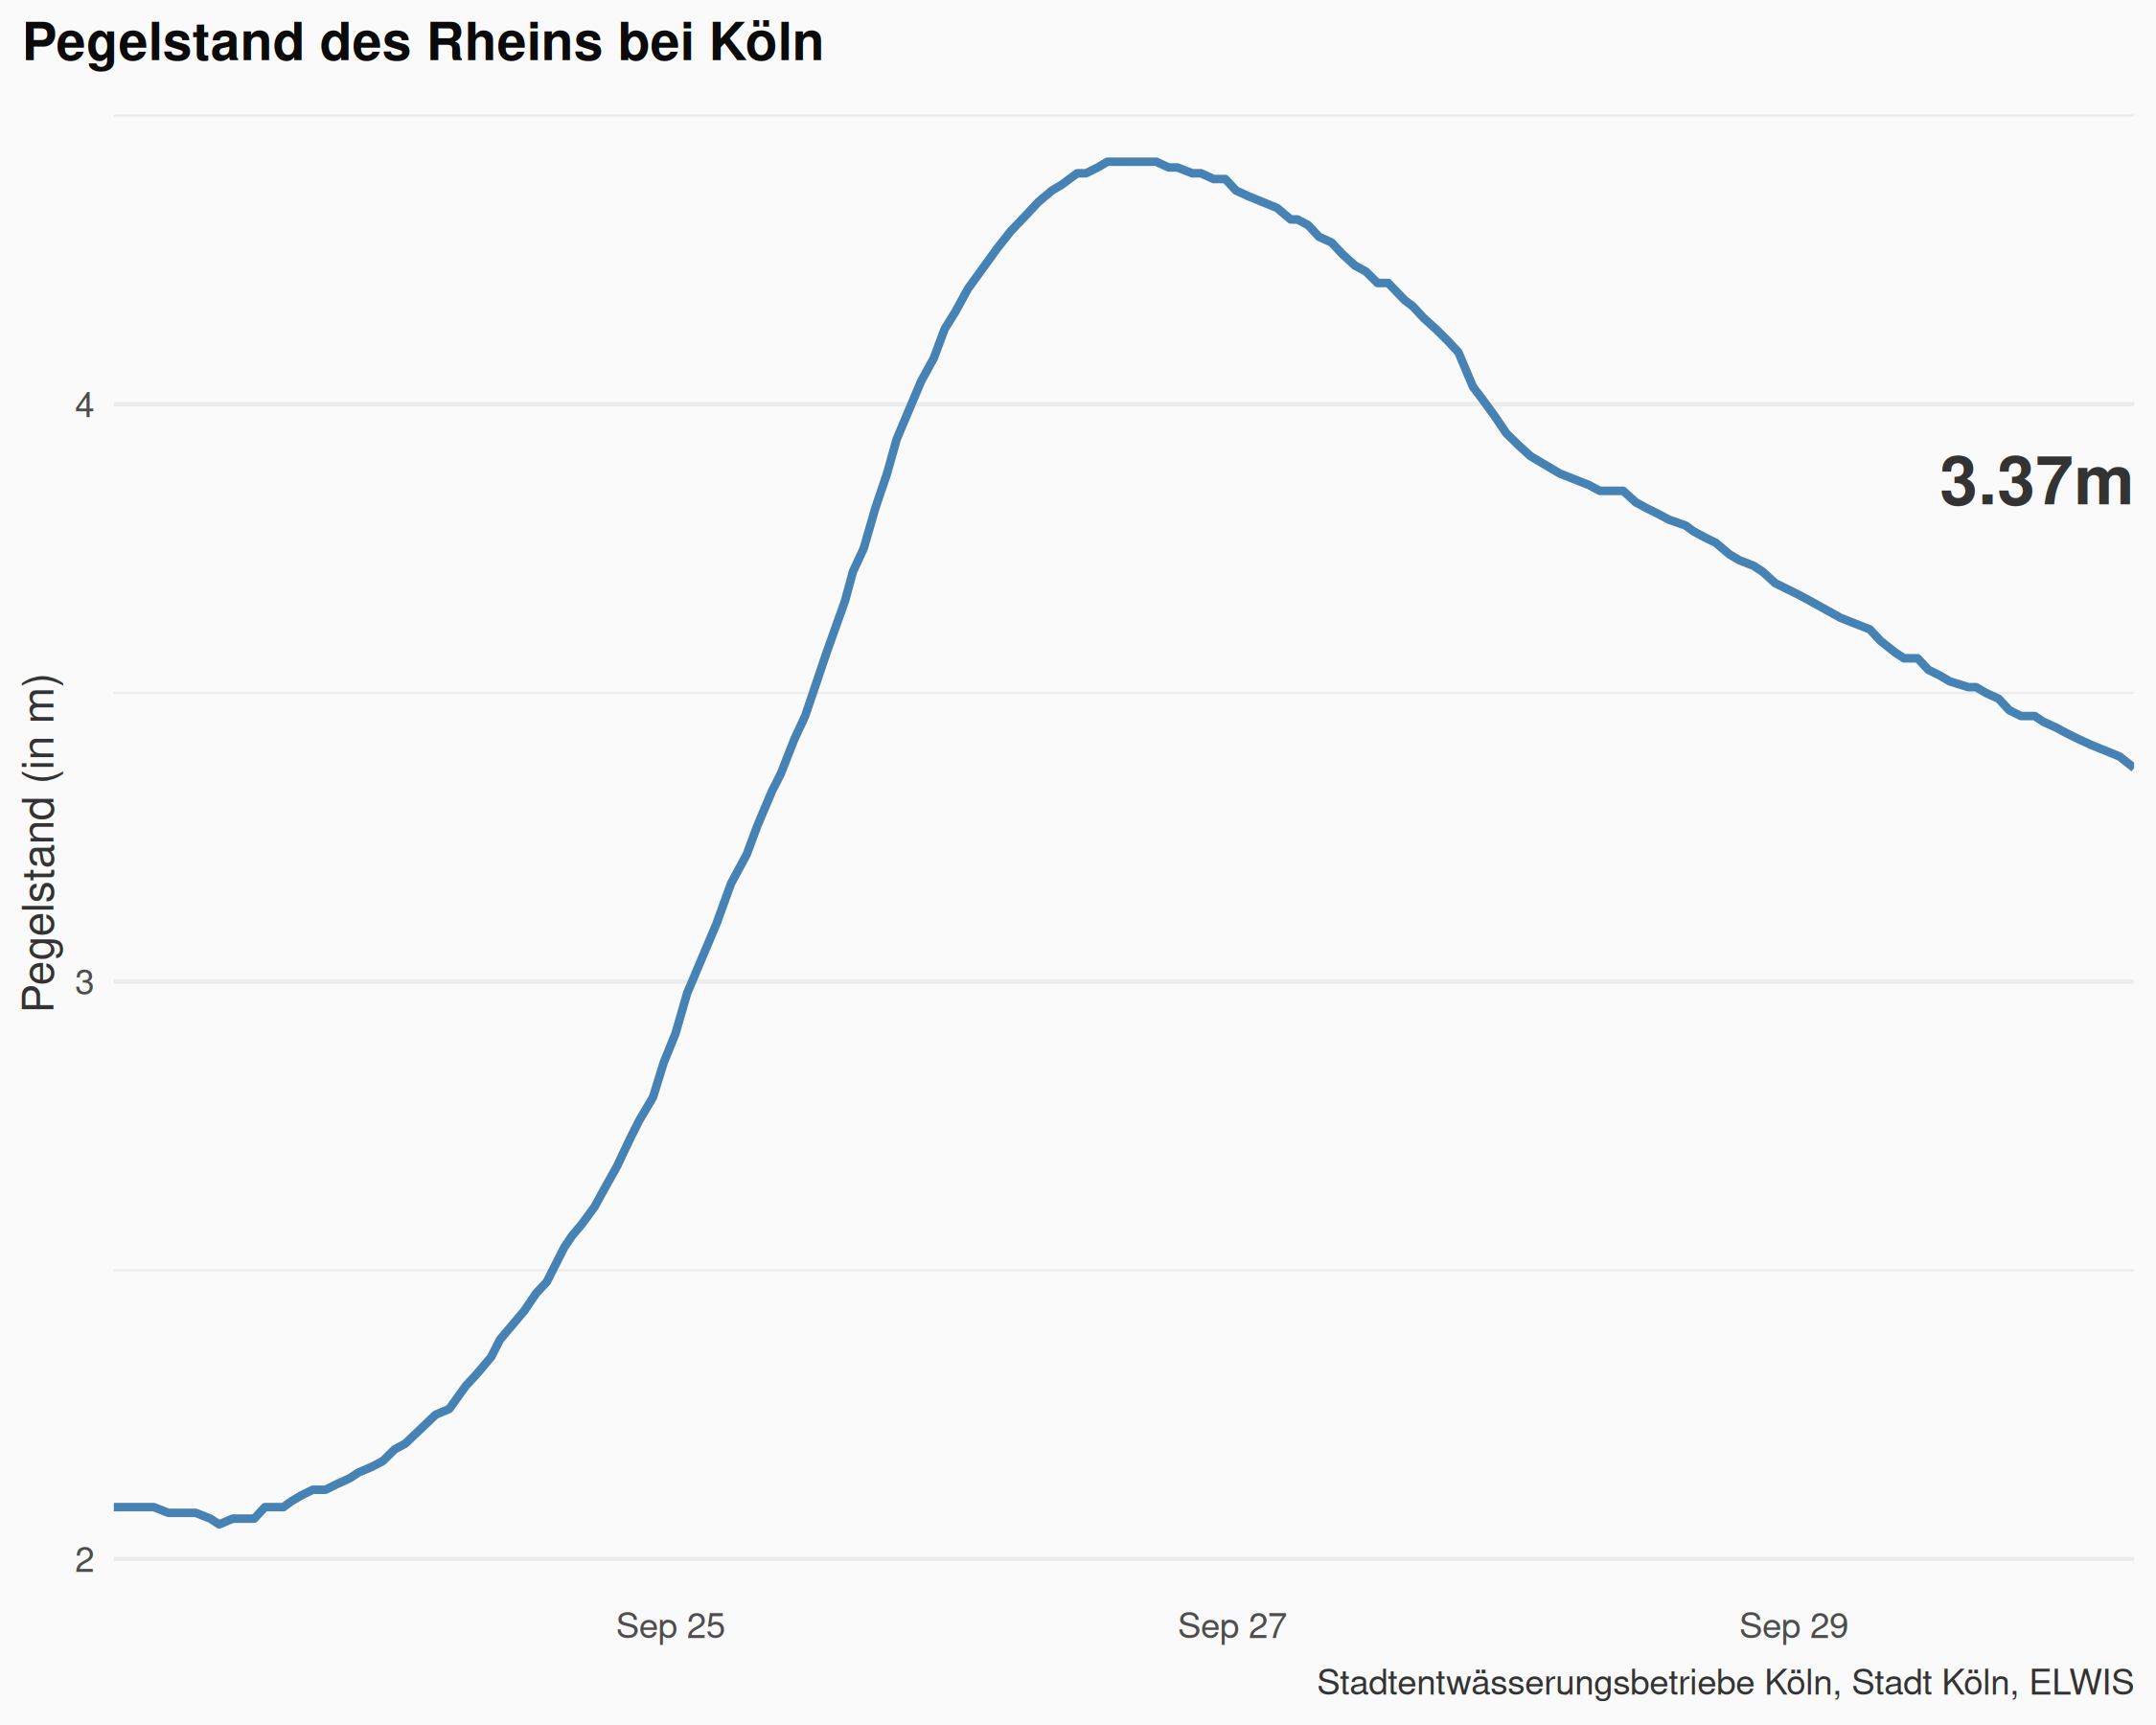 Pegelstand des Rheins bei Köln
Pegelstand (in m)
4
3
2
3.37m
Sep 25
Sep 27
Sep 29
Stadtentwässerungsbetriebe Köln, Stadt Köln, ELWIS